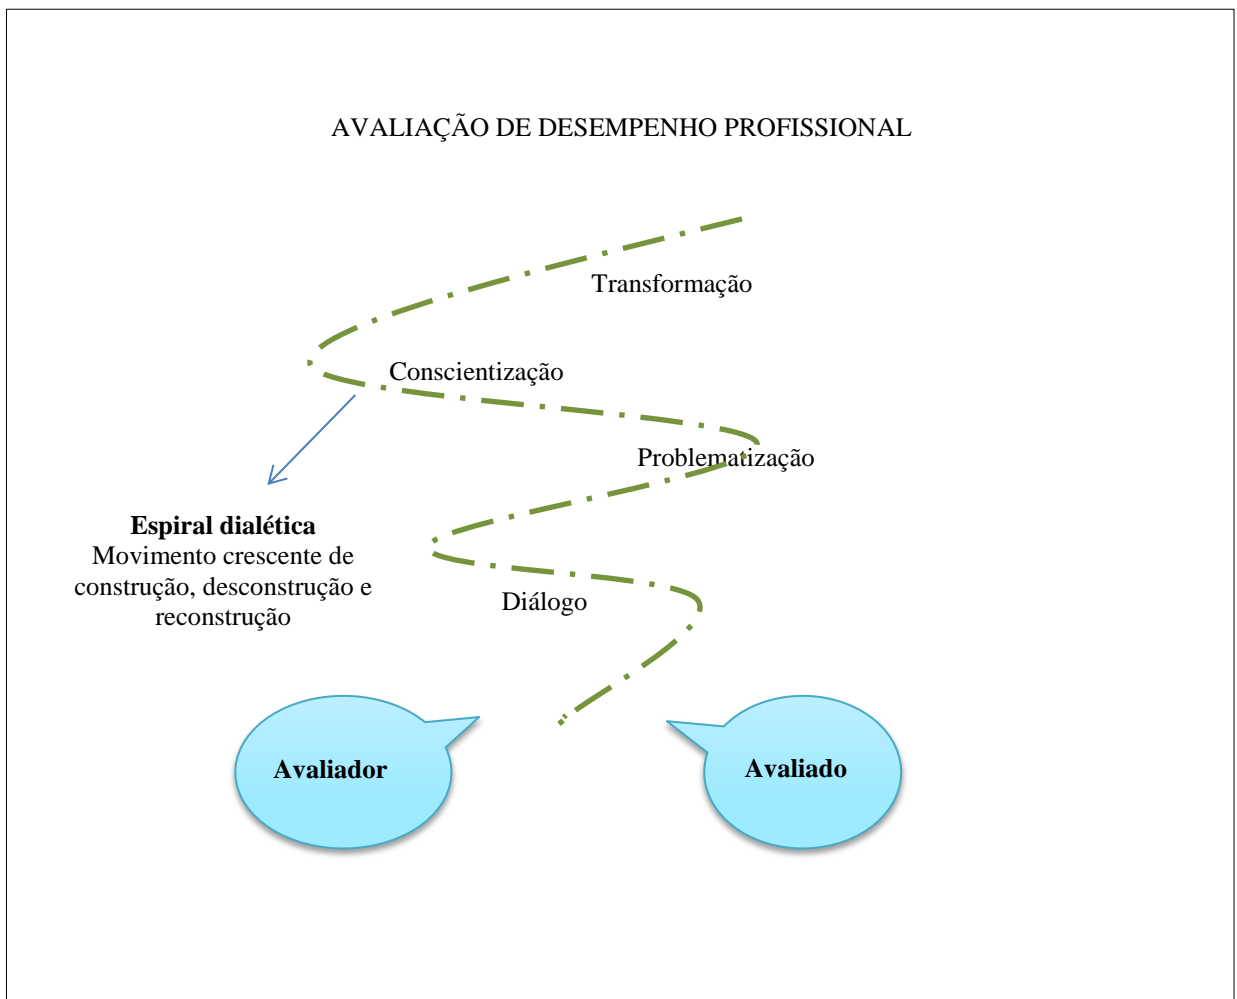 AVALIAÇÃO DE DESEMPENHO PROFISSIONAL
Transformação
Conscientização
Problematização
Espiral dialética
Movimento crescente de
construção, desconstrução e
reconstrução
Diálogo
Avaliador
Avaliado